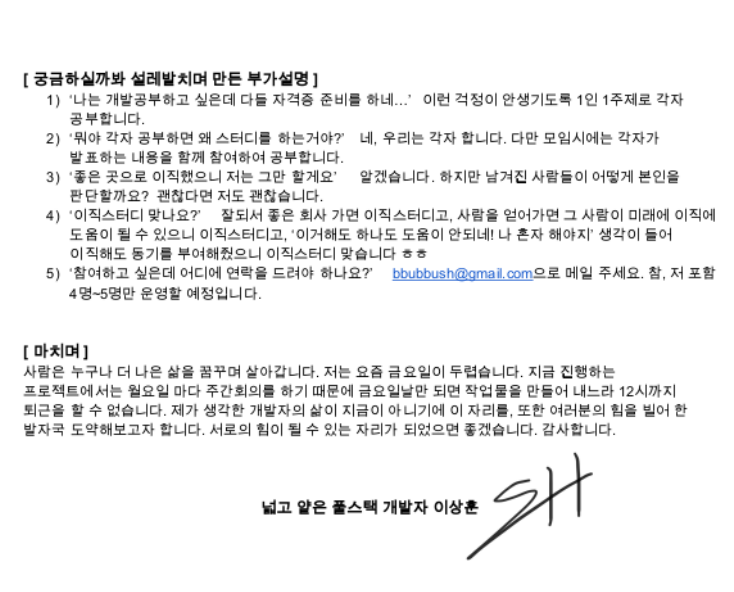 [ 궁금하실까봐 설레발치며 만든 부가설명 ]
1) ‘나는 개발공부하고 싶은데 다들 자격증 준비를 하네...’ 이런 걱정이 안생기도록 1인 1주제로 각자
공부합니다.
2) ‘뭐야 각자 공부하면 왜 스터디를 하는거야?’ 네, 우리는 각자 합니다. 다만 모임시에는 각자가
발표하는 내용을 함께 참여하여 공부합니다.
3) ‘좋은 곳으로 이직했으니 저는 그만 할게요’ 알겠습니다. 하지만 남겨진 사람들이 어떻게 본인을
판단할까요? 괜찮다면 저도 괜찮습니다.
4) ‘이직스터디 맞나요?’ 잘되서 좋은 회사 가면 이직스터디고, 사람을 얻어가면 그 사람이 미래에 이직에
도움이 될 수 있으니 이직스터디고, ‘이거해도 하나도 도움이 안되네! 나 혼자 해야지’ 생각이 들어
이직해도 동기를 부여해줬으니 이직스터디 맞습니다 ㅎㅎ
5) ‘참여하고 싶은데 어디에 연락을 드려야 하나요?’ bbubbush@gmail.com으로 메일 주세요. 참, 저 포함
4명~5명만 운영할 예정입니다.
[ 마치며 ]
사람은 누구나 더 나은 삶을 꿈꾸며 살아갑니다. 저는 요즘 금요일이 두렵습니다. 지금 진행하는
프로젝트에서는 월요일 마다 주간회의를 하기 때문에 금요일날만 되면 작업물을 만들어 내느라 12시까지
퇴근을 할 수 없습니다. 제가 생각한 개발자의 삶이 지금이 아니기에 이 자리를, 또한 여러분의 힘을 빌어 한
발자국 도약해보고자 합니다. 서로의 힘이 될 수 있는 자리가 되었으면 좋겠습니다. 감사합니다.
넓고 얕은 풀스택 개발자 이상훈 SH